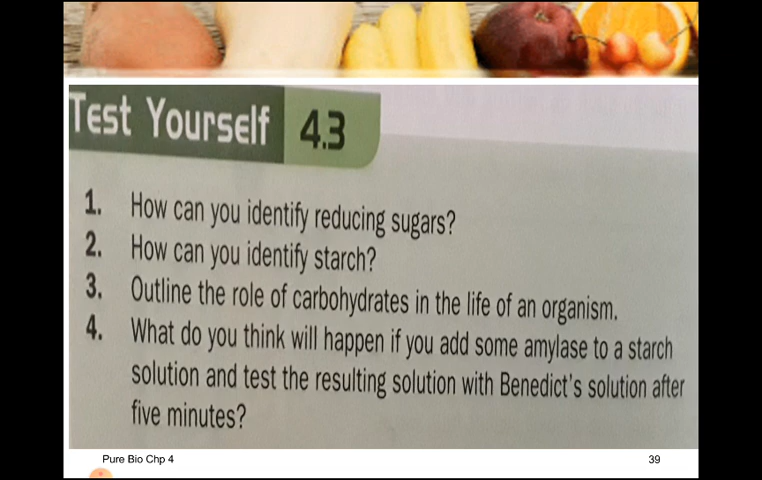 Test Yourself 4.3
1. How can you identify reducing sugars?
2. How can you identify starch?
3. Outline the role of carbohydrates in the life of an organism.
4. What do you think will happen if you add some amylase to a starch
solution and test the resulting solution with Benedict's solution after
five minutes?
Pure Bio Chp 4 39